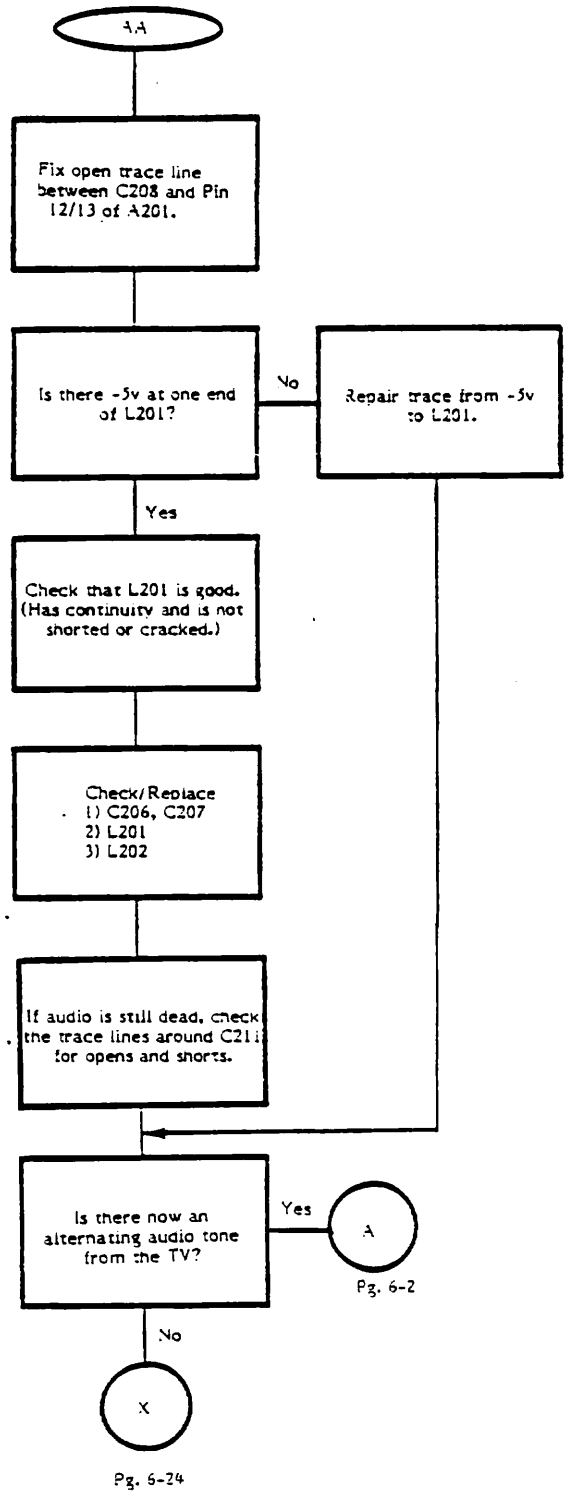 AA
Fix open trace line
between C208 and Pin
12/13 of A201.
Is there -5v at one end
of L201?
No
Repair trace from -5v
to L201.
Yes
Check that L201 is good.
(Has continuity and is not
shorted or cracked.)
Check/Replace
1) C206, C207
2) L201
3) L202
If audio is still dead, check
the trace lines around C211
for opens and shorts.
Is there now an
alternating audio tone
from the TV?
Yes
A
Pg. 6-2
No
X
Pg. 6-24